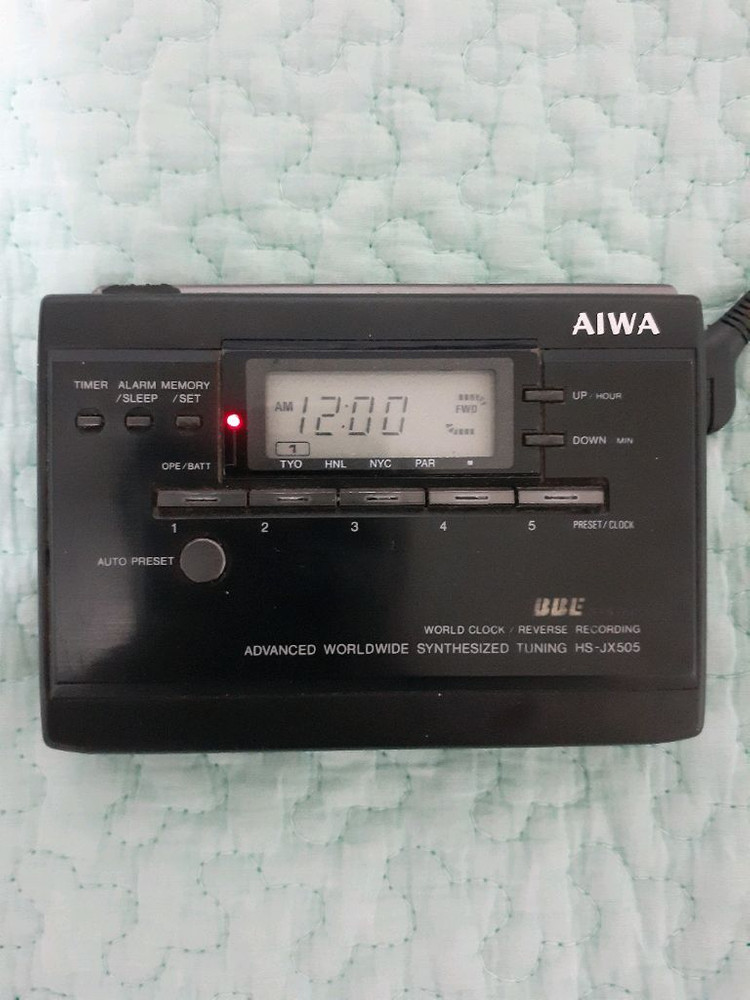 AIWA
TIMER ALARM MEMORY
/SLEEP /SET
UP / HOUR
AM 12:00 FWD
1
DOWN MIN
OPE/BATT
TYO HNL NYC PAR
1 2 3 4 5 PRESET/CLOCK
AUTO PRESET
BBE
WORLD CLOCK / REVERSE RECORDING
ADVANCED WORLDWIDE SYNTHESIZED TUNING HS-JX505